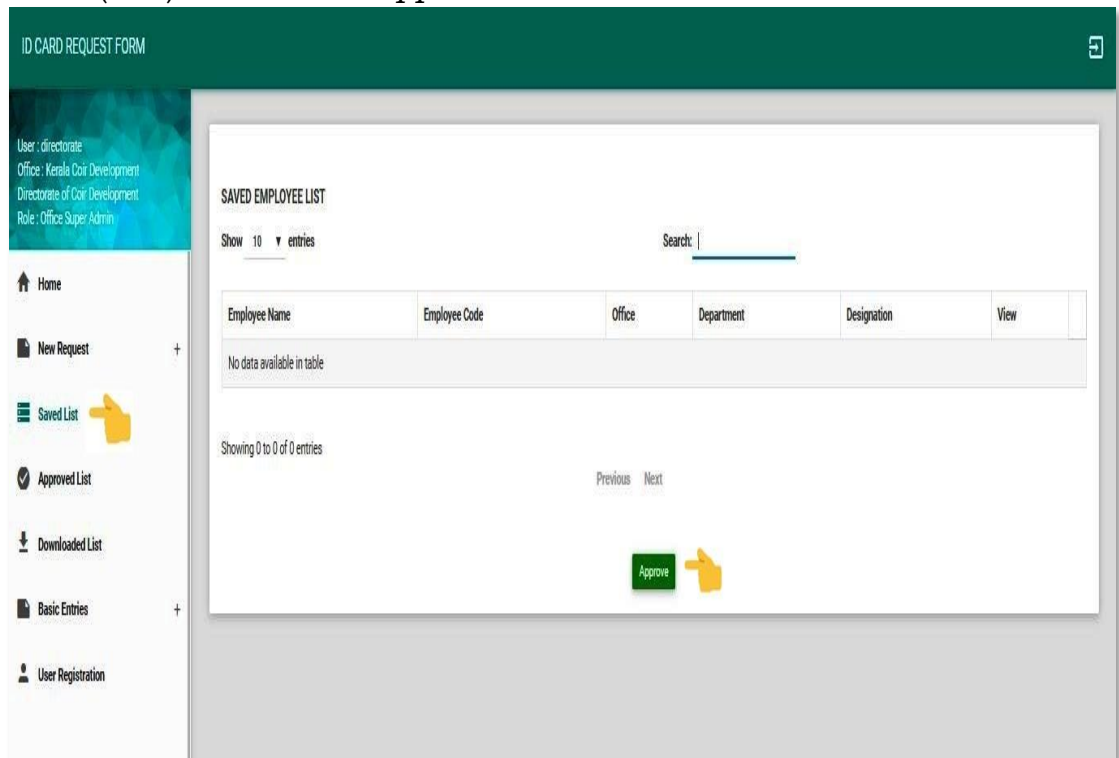 ID CARD REQUEST FORM
User : directorate
Office : Kerala Coir Development
Directorate of Coir Development
Role : Office Super Admin
Home
New Request +
Saved List
Approved List
Downloaded List
Basic Entries +
User Registration
SAVED EMPLOYEE LIST
Show 10 entries Search:
Employee Name Employee Code Office Department Designation View
No data available in table
Showing 0 to 0 of 0 entries
Previous Next
Approve